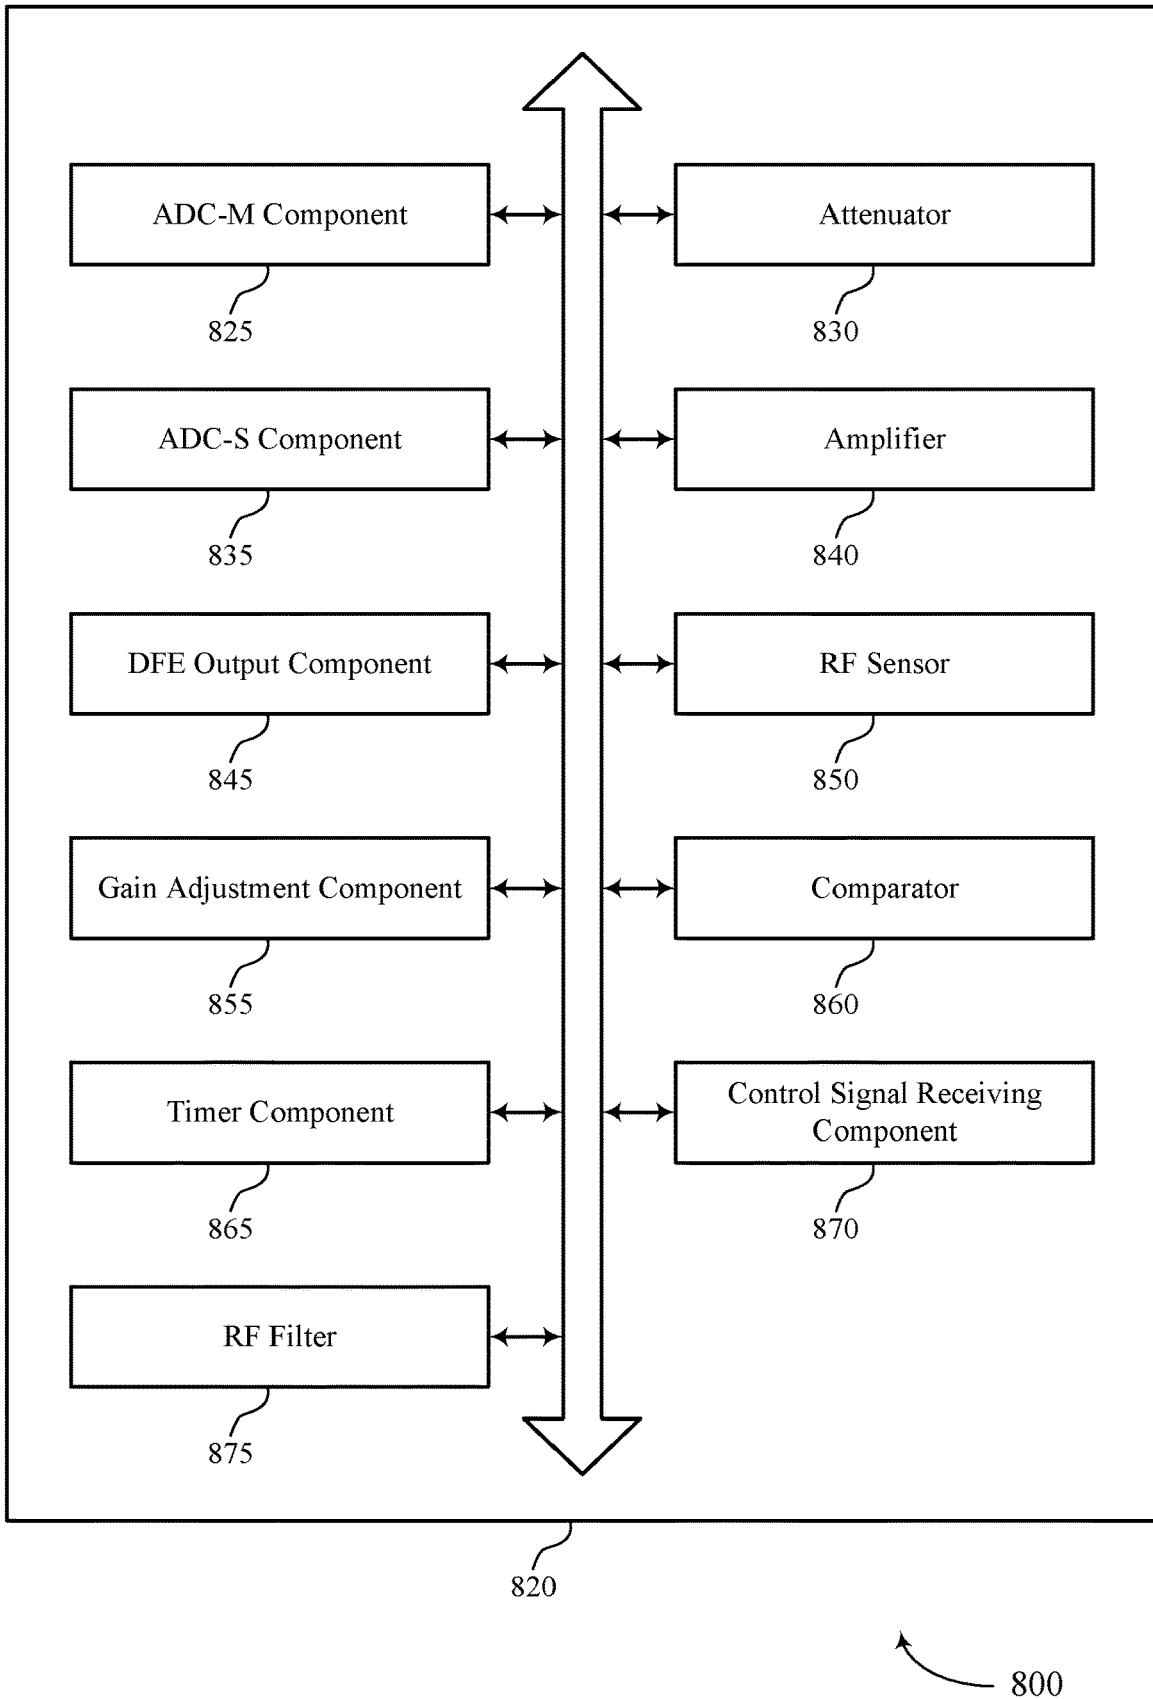 ADC-M Component
825
Attenuator
830
ADC-S Component
835
Amplifier
840
DFE Output Component
845
RF Sensor
850
Gain Adjustment Component
855
Comparator
860
Timer Component
865
Control Signal Receiving
Component
870
RF Filter
875
820
800